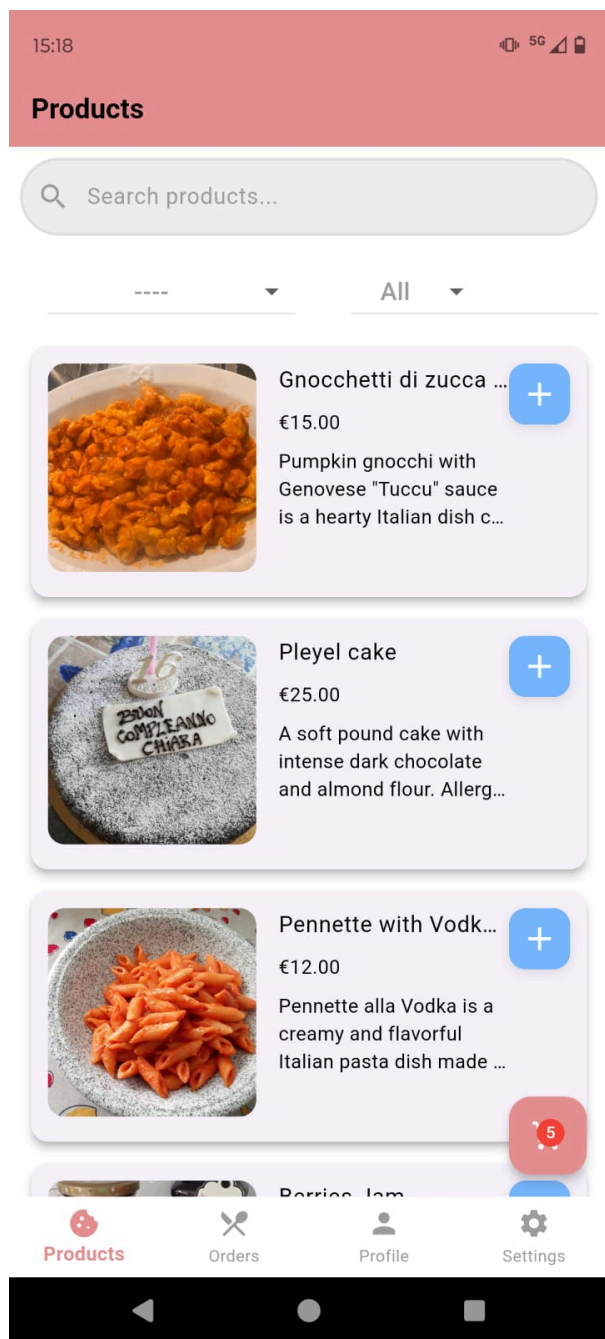 15:18
5G
Products
Search products...
----
All
Gnocchetti di zucca ...
€15.00
Pumpkin gnocchi with
Genovese "Tuccu" sauce
is a hearty Italian dish c...
16
BUON
COMPLEANNO
CHIARA
Pleyel cake
€25.00
A soft pound cake with
intense dark chocolate
and almond flour. Allerg...
Pennette with Vodk...
€12.00
Pennette alla Vodka is a
creamy and flavorful
Italian pasta dish made ...
5
Berries Jam
Products
Orders
Profile
Settings